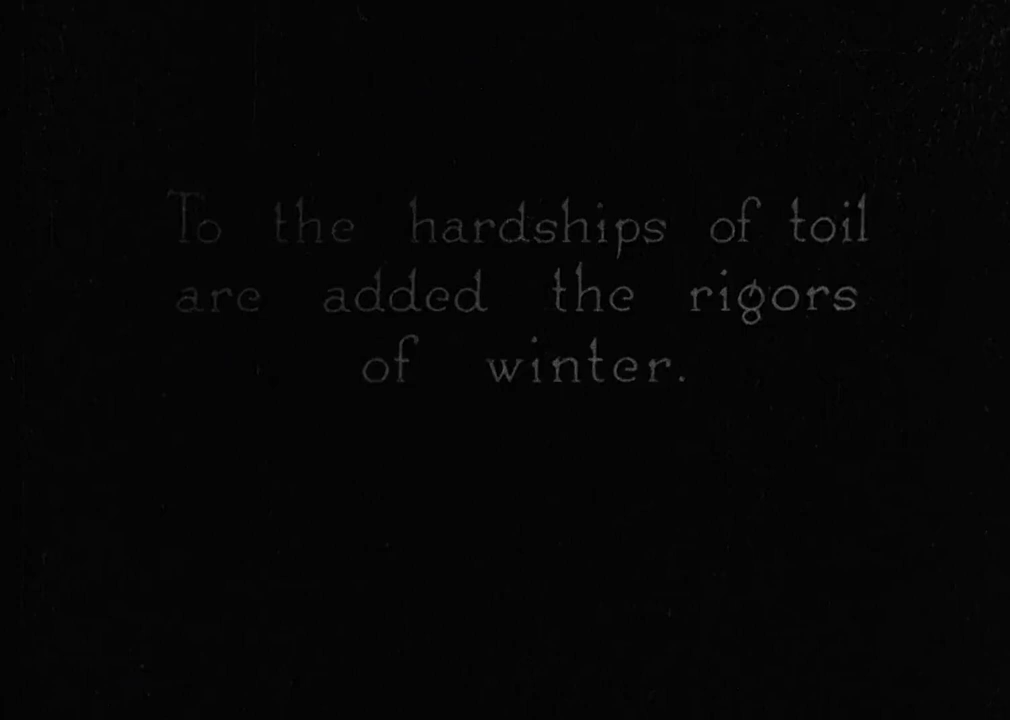 To the hardships of toil
are added the rigors
of winter.